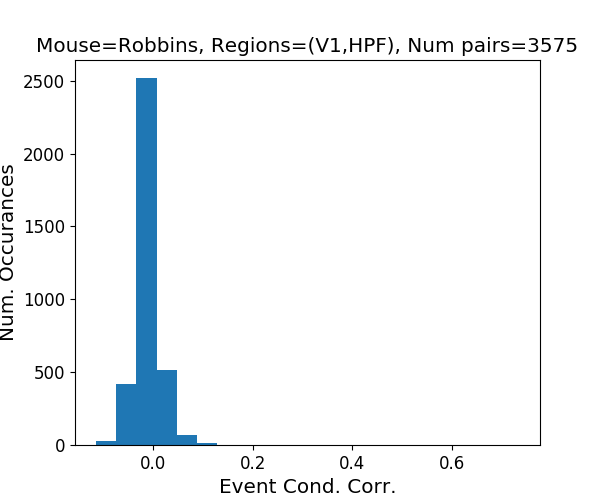 Mouse=Robbins, Regions=(V1,HPF), Num pairs=3575
Num. Occurances
2500
2000
1500
1000
500
0
0.0 0.2 0.4 0.6
Event Cond. Corr.